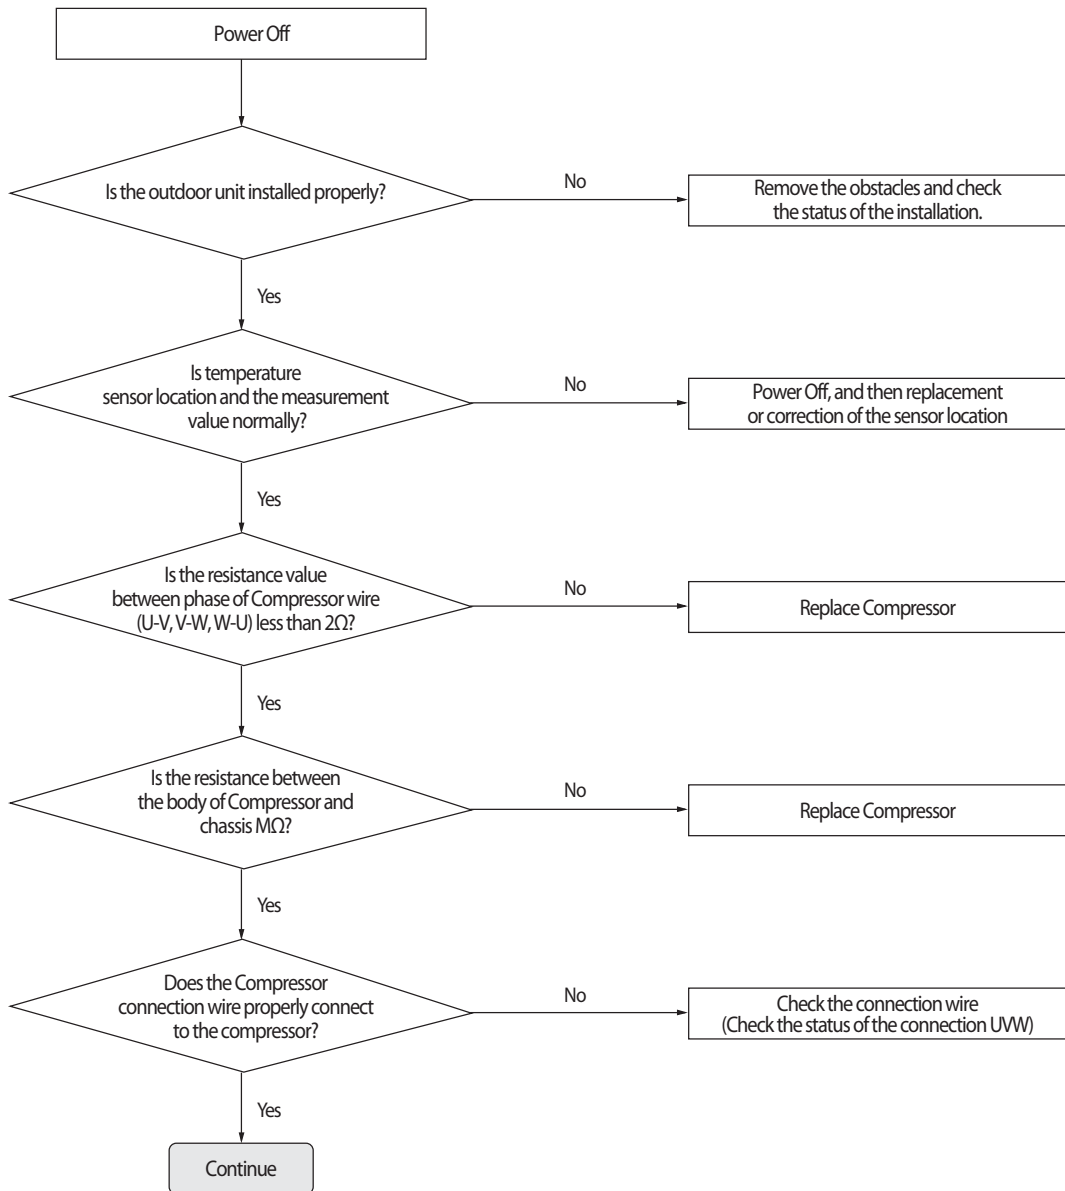 Power Off
Is the outdoor unit installed properly?
No
Remove the obstacles and check
the status of the installation.
Yes
Is temperature
sensor location and the measurement
value normally?
No
Power Off, and then replacement
or correction of the sensor location
Yes
Is the resistance value
between phase of Compressor wire
(U-V, V-W, W-U) less than 2Ω?
No
Replace Compressor
Yes
Is the resistance between
the body of Compressor and
chassis MΩ?
No
Replace Compressor
Yes
Does the Compressor
connection wire properly connect
to the compressor?
No
Check the connection wire
(Check the status of the connection UVW)
Yes
Continue